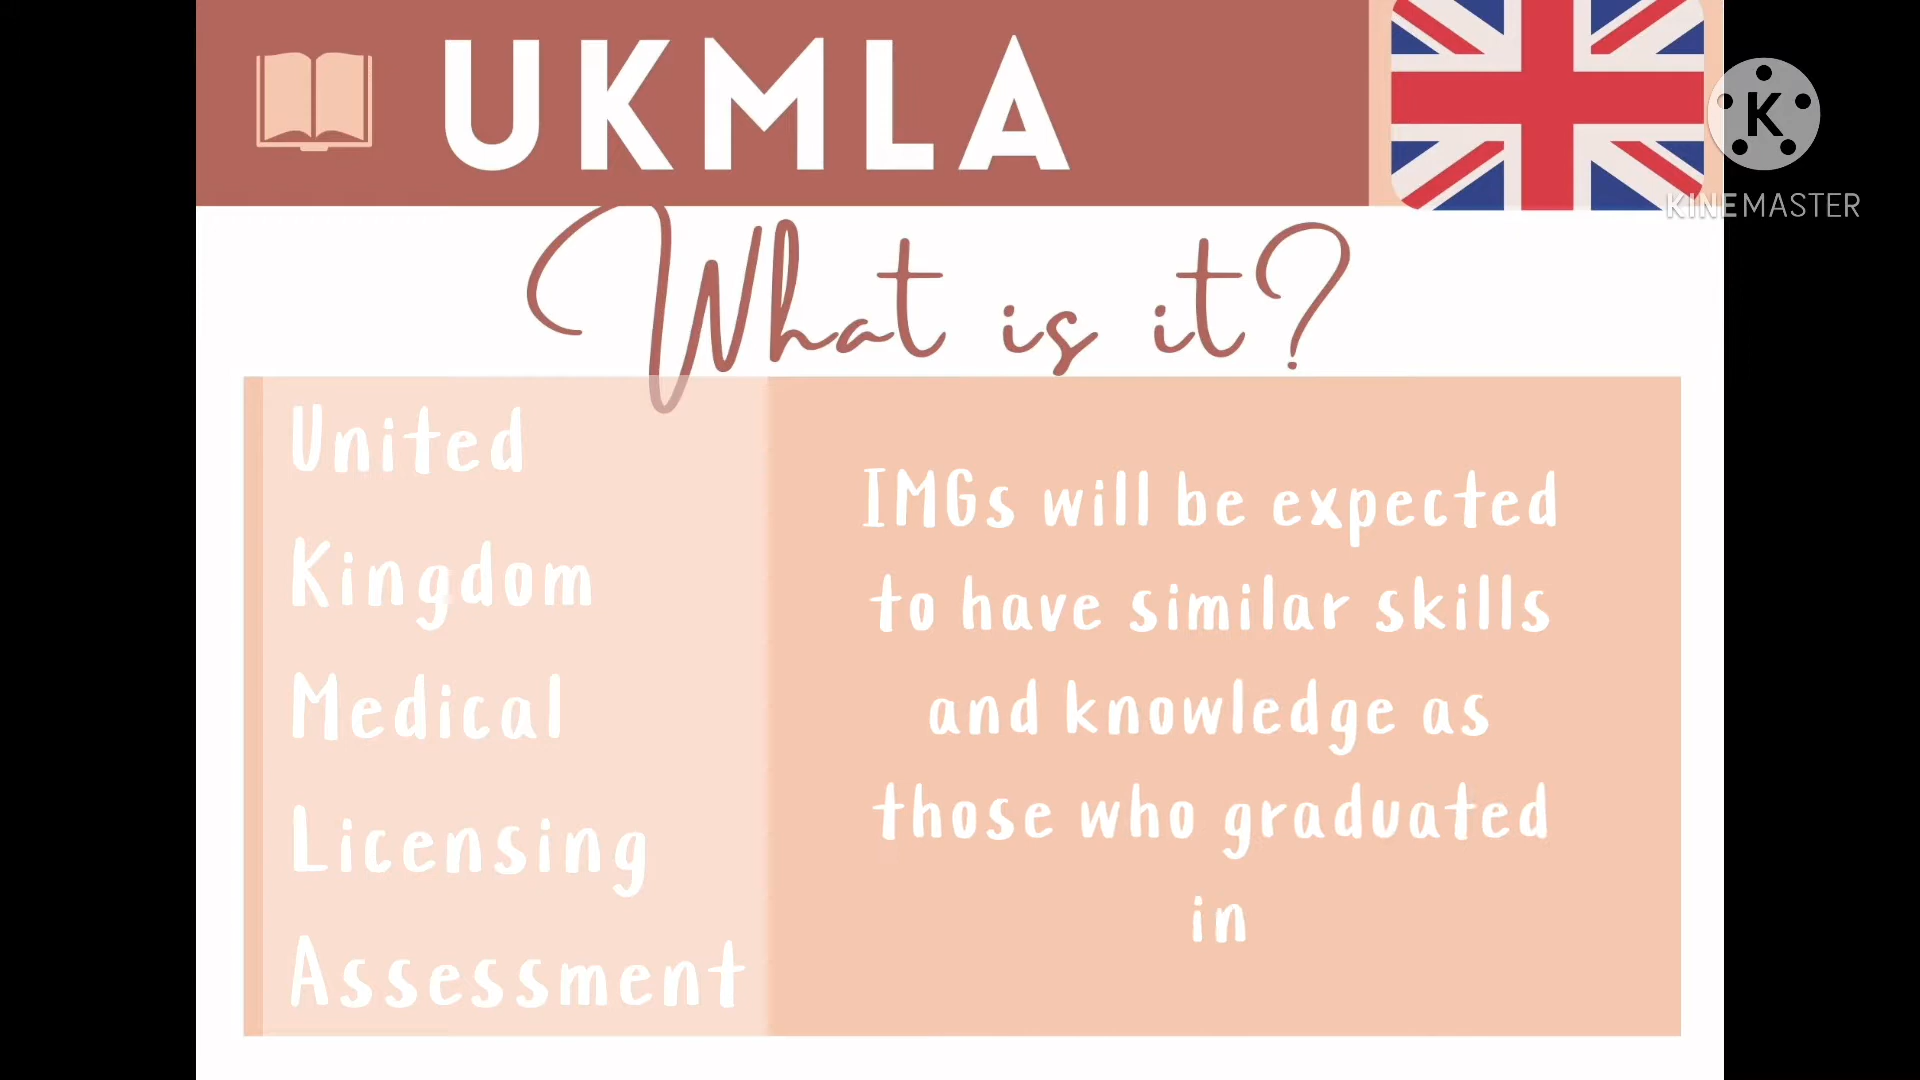 UKMLA
K
KINEMASTER
What is it?
United
Kingdom
Medical
Licensing
Assessment
IMGs will be expected
to have similar skills
and knowledge as
those who graduated
in